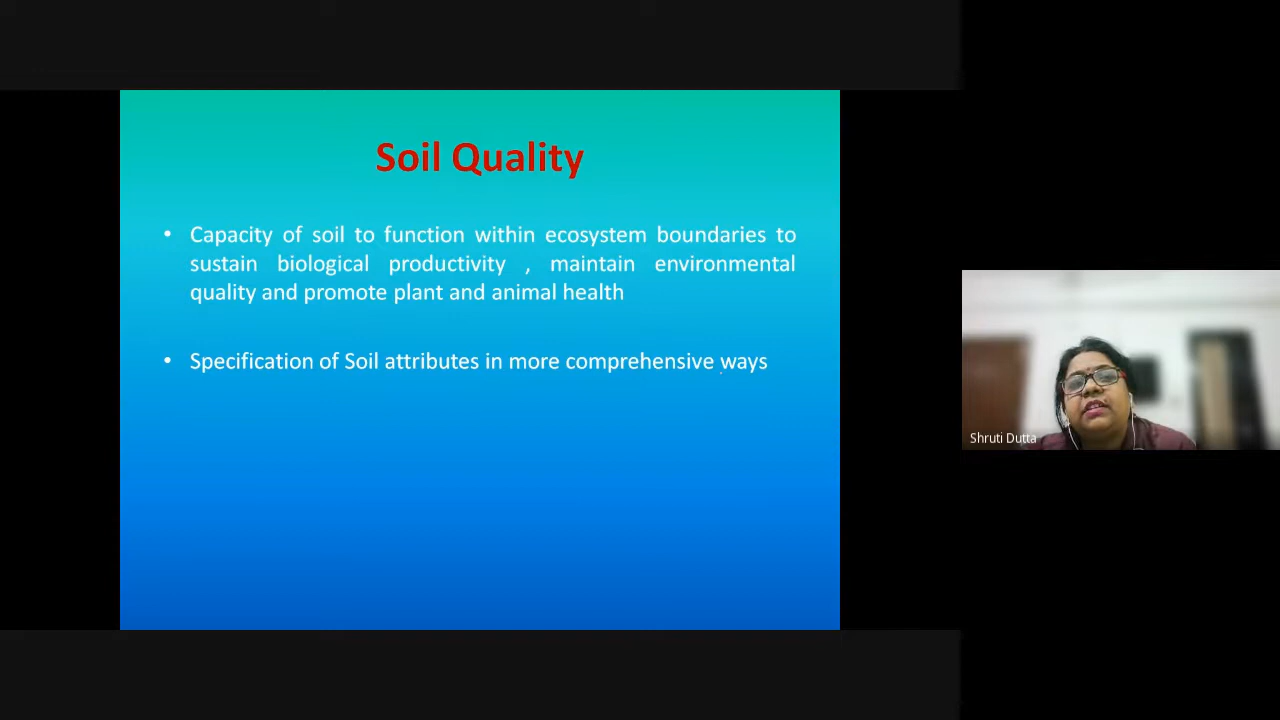 Soil Quality
• Capacity of soil to function within ecosystem boundaries to
sustain biological productivity , maintain environmental
quality and promote plant and animal health
• Specification of Soil attributes in more comprehensive ways
Shruti Dutta